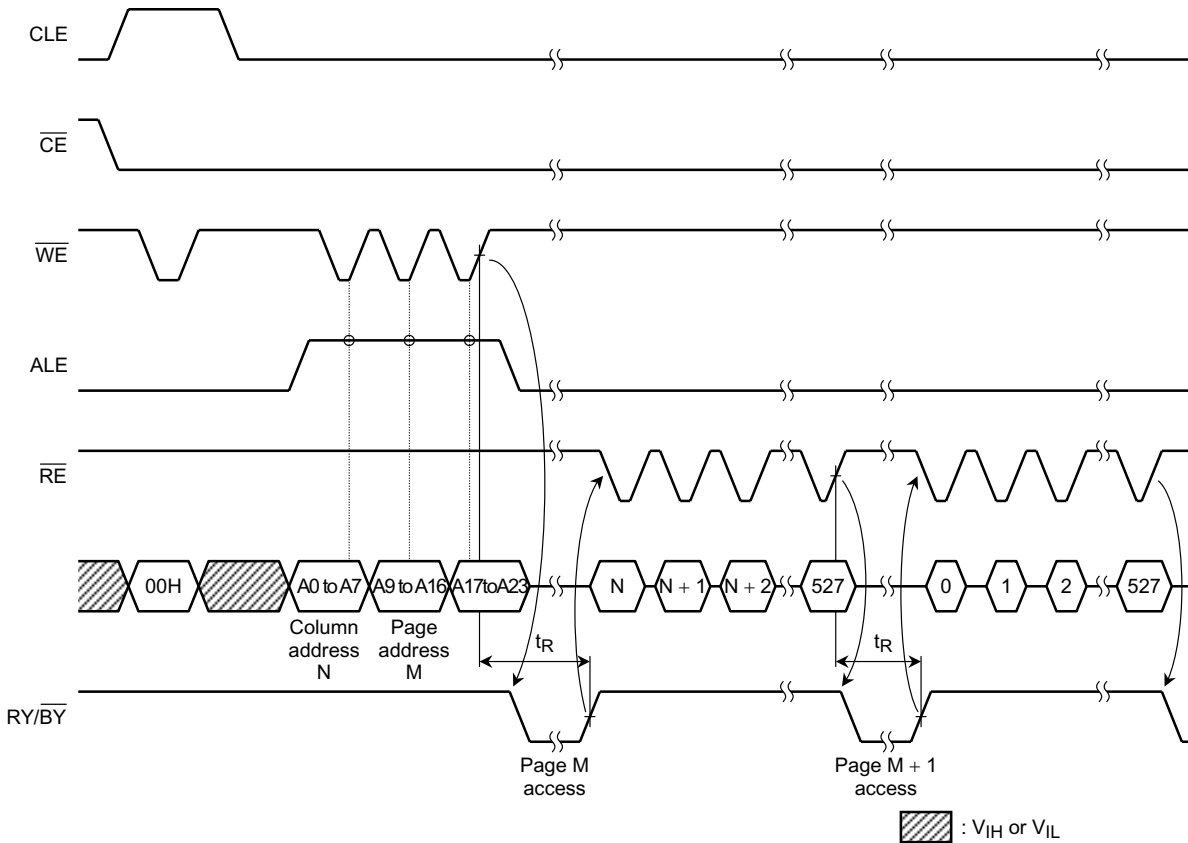 CLE
CE
WE
ALE
RE
00H A0 to A7 A9 to A16 A17 to A23 N N + 1 N + 2 527 0 1 2 527
Column
address
N
Page
address
M
tR
tR
RY/BY
Page M
access
Page M + 1
access
: VIH or VIL